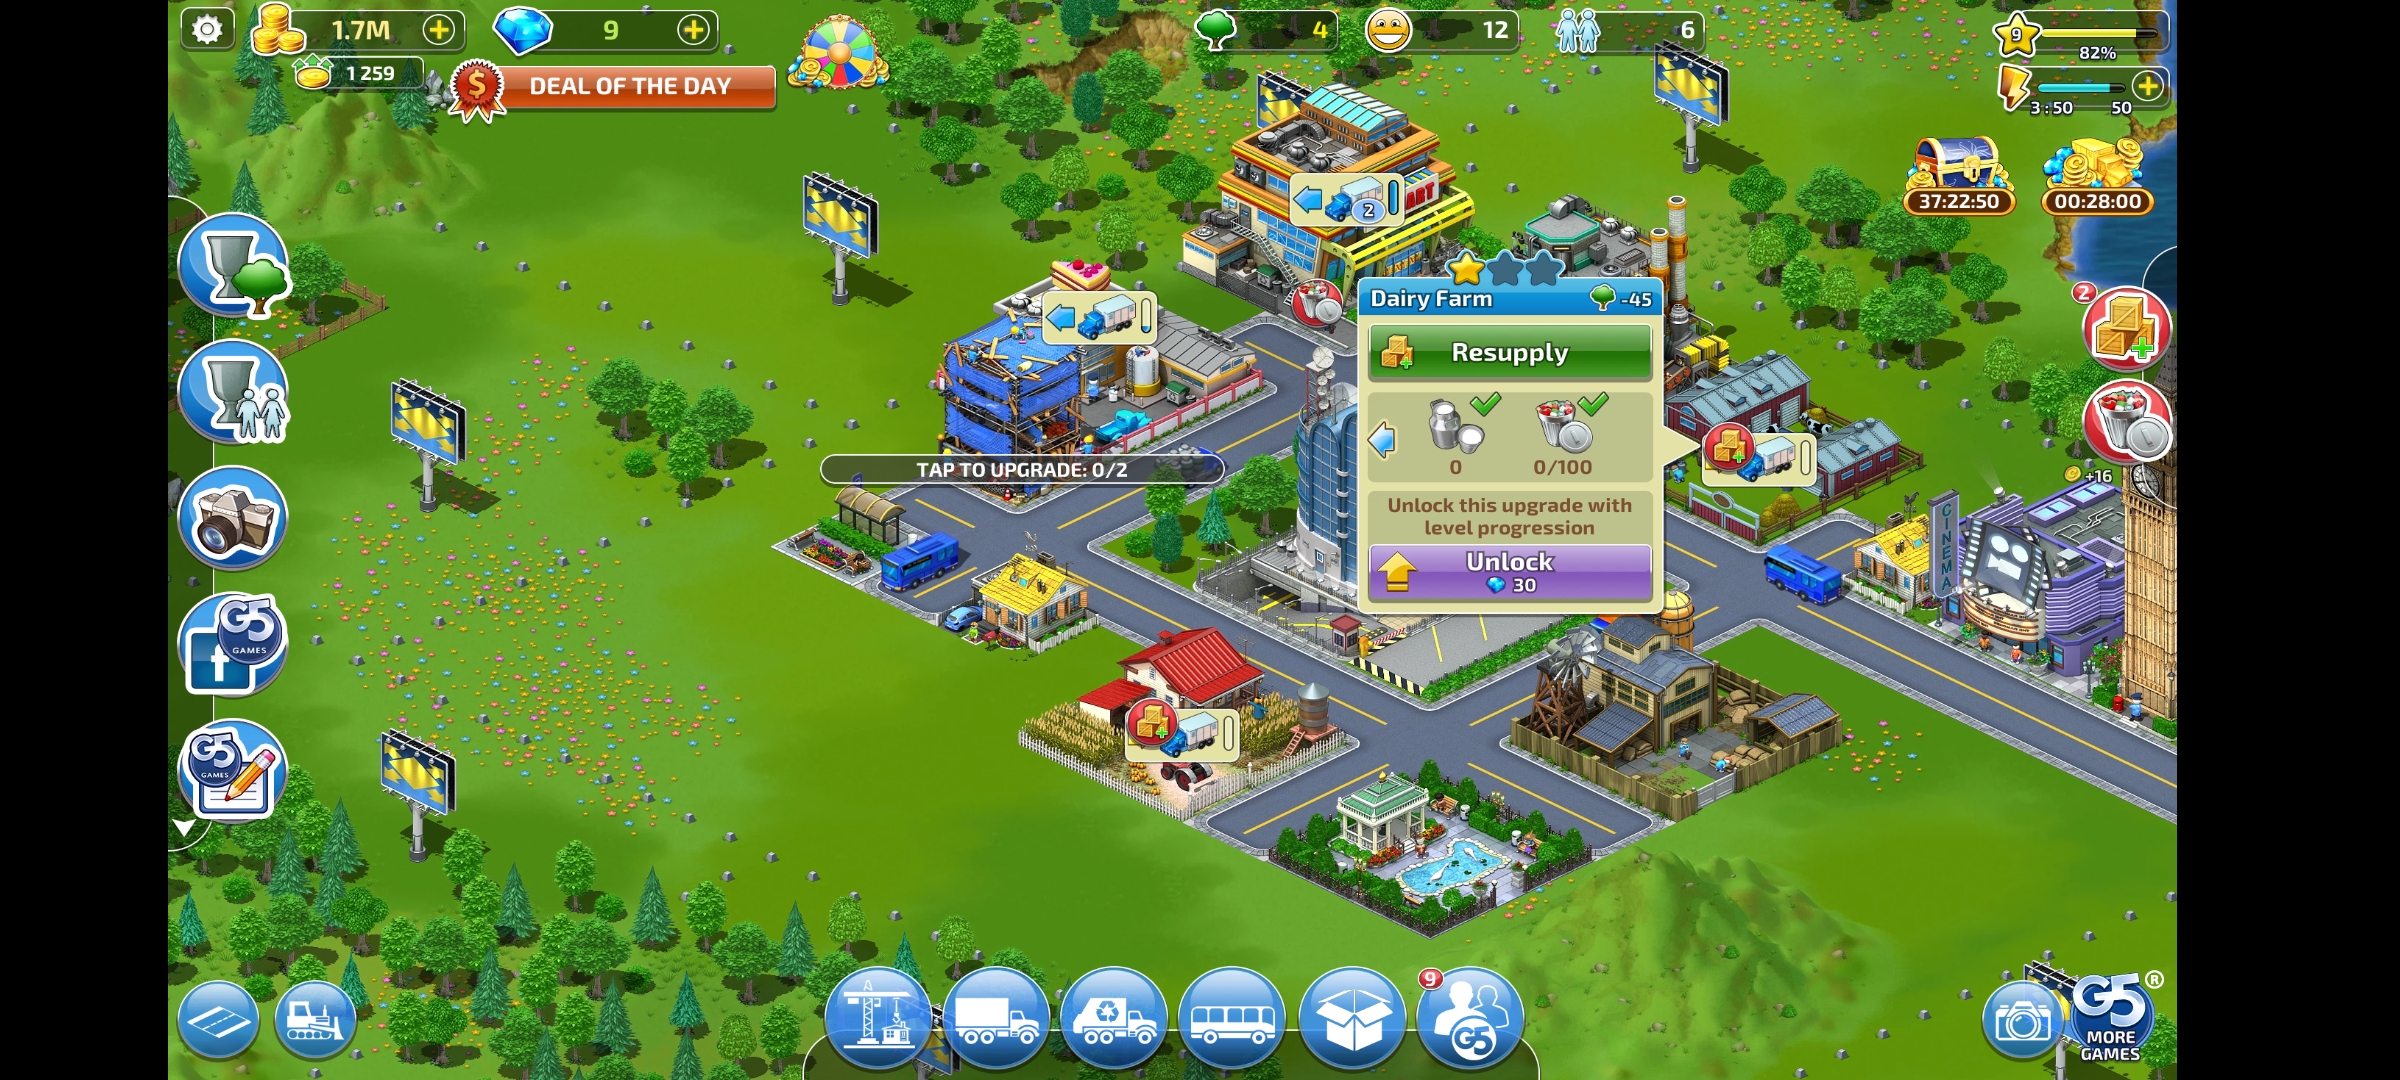 1.7M
9
4
12
6
9
82%
1 259
DEAL OF THE DAY
3:50
50
37:22:50
00:28:00
2
ART
Dairy Farm
-45
Resupply
2
0
0/100
TAP TO UPGRADE: 0/2
+16
CINEMA
Unlock this upgrade with
level progression
Unlock
30
G5
GAMES
f
G5
GAMES
9
G5
G5®
MORE
GAMES